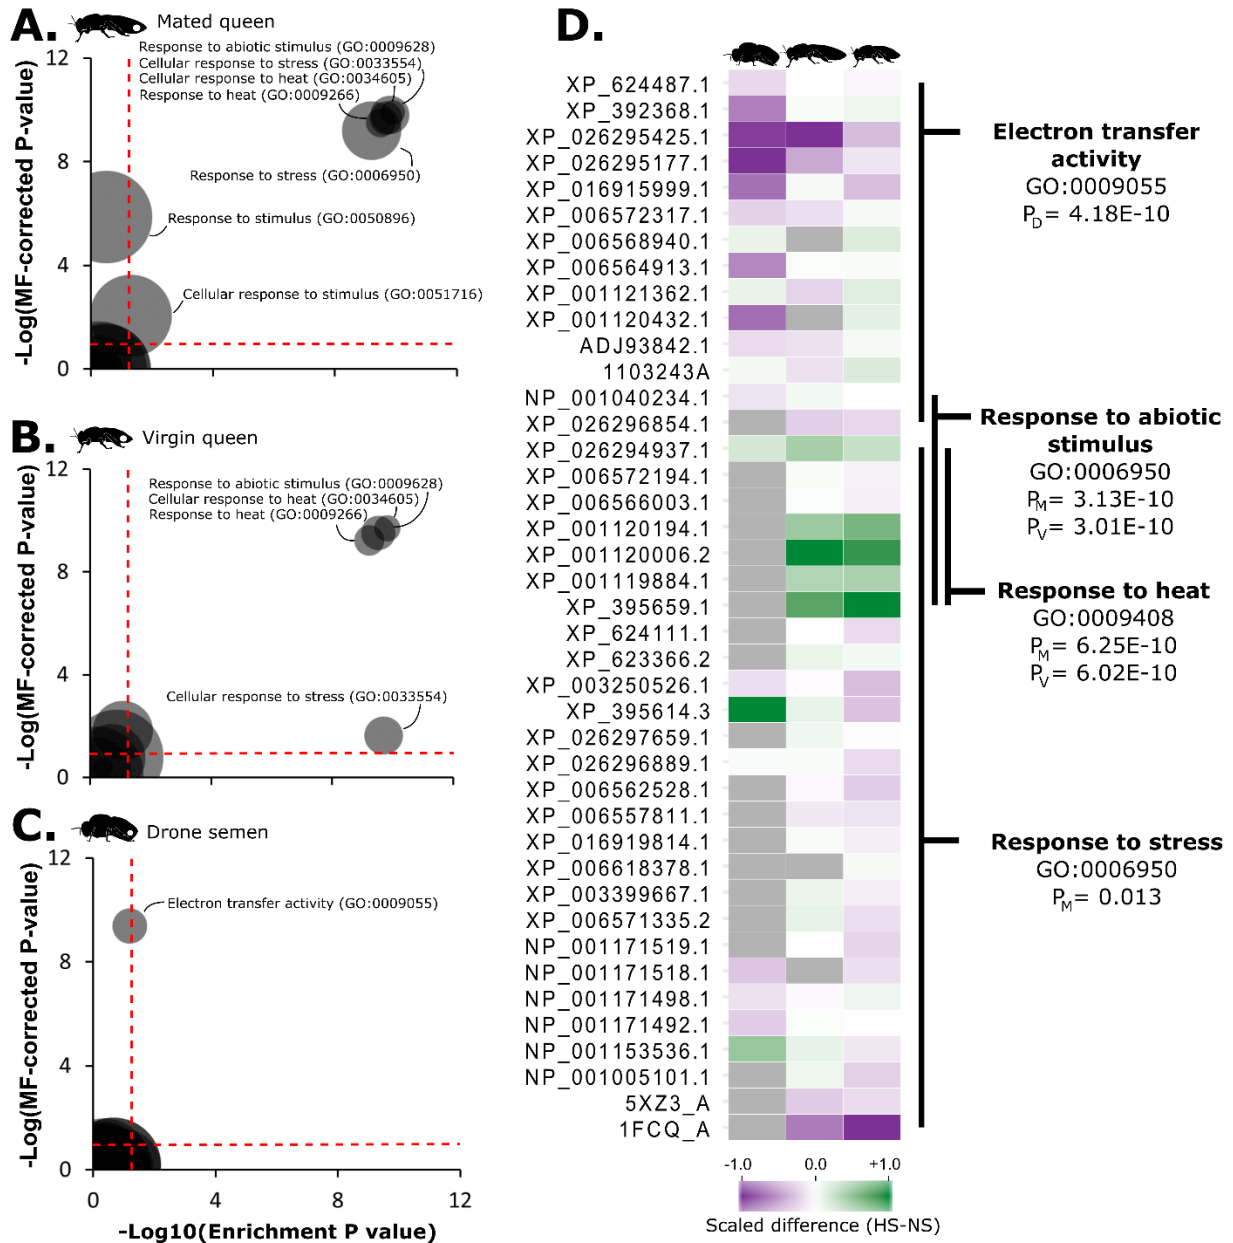 A.
Mated queen
-Log(MF-corrected P-value)
12
8
4
0
Response to abiotic stimulus (GO:0009628)
Cellular response to stress (GO:0033554)
Cellular response to heat (GO:0034605)
Response to heat (GO:0009266)
Response to stress (GO:0006950)
Response to stimulus (GO:0050896)
Cellular response to stimulus (GO:0051716)
B.
Virgin queen
-Log(MF-corrected P-value)
12
8
4
0
Response to abiotic stimulus (GO:0009628)
Cellular response to heat (GO:0034605)
Response to heat (GO:0009266)
Cellular response to stress (GO:0033554)
C.
Drone semen
-Log(MF-corrected P-value)
12
8
4
0
Electron transfer activity (GO:0009055)
0 4 8 12
-Log10(Enrichment P value)
D.
XP_624487.1
XP_392368.1
XP_026295425.1
XP_026295177.1
XP_016915999.1
XP_006572317.1
XP_006568940.1
XP_006564913.1
XP_001121362.1
XP_001120432.1
ADJ93842.1
1103243A
NP_001040234.1
XP_026296854.1
XP_026294937.1
XP_006572194.1
XP_006566003.1
XP_001120194.1
XP_001120006.2
XP_001119884.1
XP_395659.1
XP_624111.1
XP_623366.2
XP_003250526.1
XP_395614.3
XP_026297659.1
XP_026296889.1
XP_006562528.1
XP_006557811.1
XP_016919814.1
XP_006618378.1
XP_003399667.1
XP_006571335.2
NP_001171519.1
NP_001171518.1
NP_001171498.1
NP_001171492.1
NP_001153536.1
NP_001005101.1
5XZ3_A
1FCQ_A
-1.0 0.0 +1.0
Scaled difference (HS-NS)
Electron transfer
activity
GO:0009055
PD= 4.18E-10
Response to abiotic
stimulus
GO:0006950
PM= 3.13E-10
PV= 3.01E-10
Response to heat
GO:0009408
PM= 6.25E-10
PV= 6.02E-10
Response to stress
GO:0006950
PM= 0.013